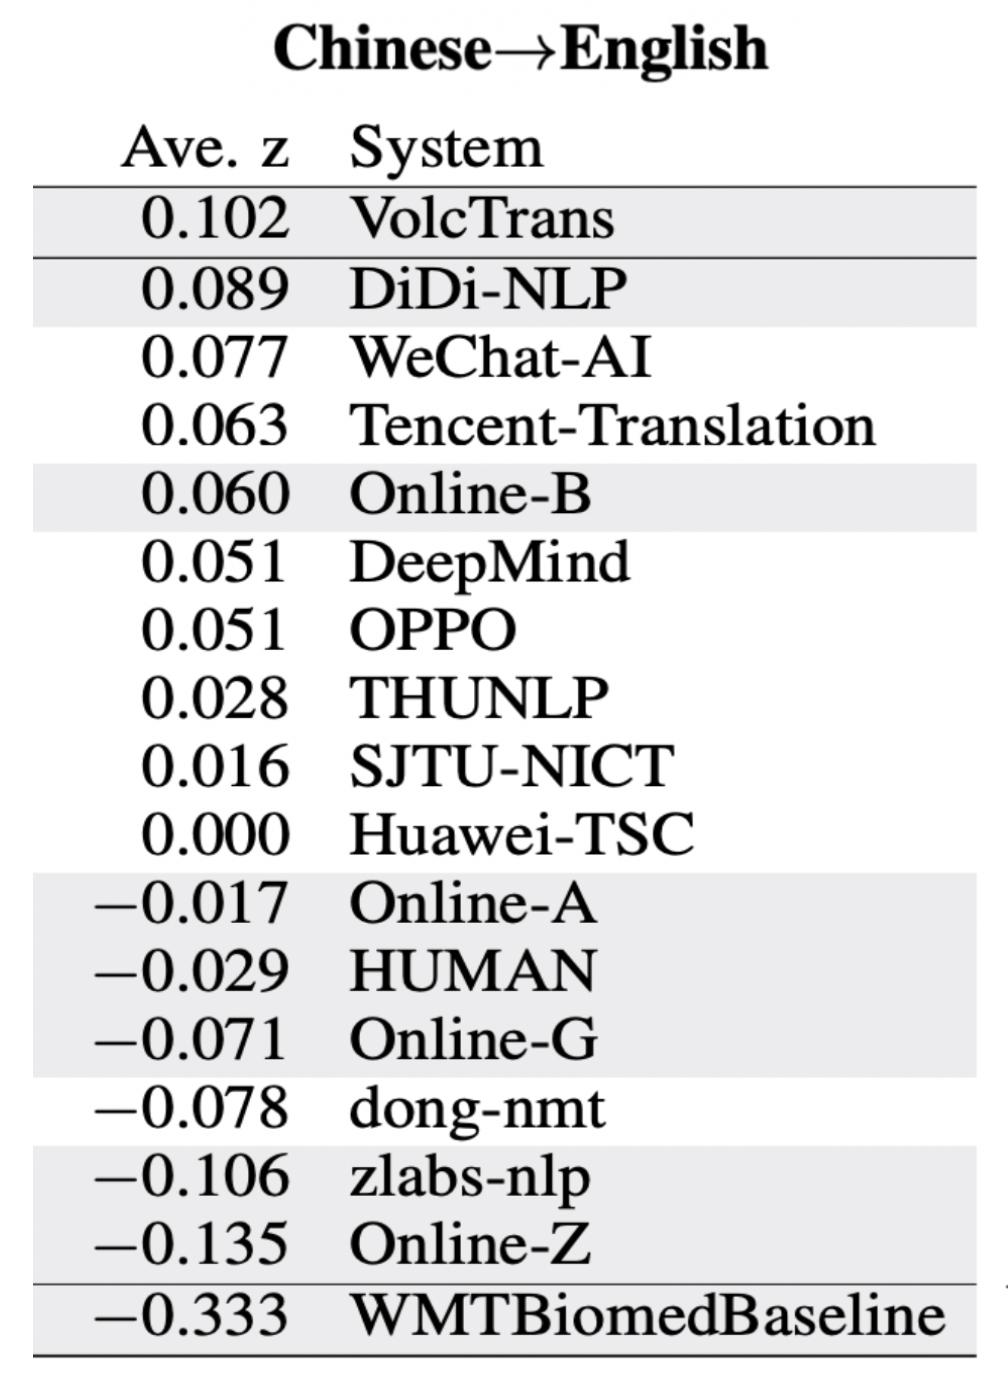 Chinese→English
Ave. z System
0.102 VolcTrans
0.089 DiDi-NLP
0.077 WeChat-AI
0.063 Tencent-Translation
0.060 Online-B
0.051 DeepMind
0.051 OPPO
0.028 THUNLP
0.016 SJTU-NICT
0.000 Huawei-TSC
−0.017 Online-A
−0.029 HUMAN
−0.071 Online-G
−0.078 dong-nmt
−0.106 zlabs-nlp
−0.135 Online-Z
−0.333 WMTBiomedBaseline